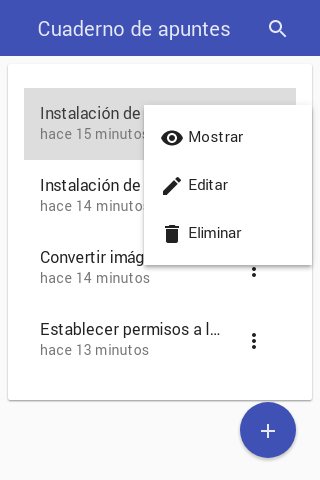 Cuaderno de apuntes
Instalación de
hace 15 minutos
Mostrar
Editar
Eliminar
Instalación de
hace 14 minutos
Convertir imág
hace 14 minutos
Establecer permisos a l...
hace 13 minutos